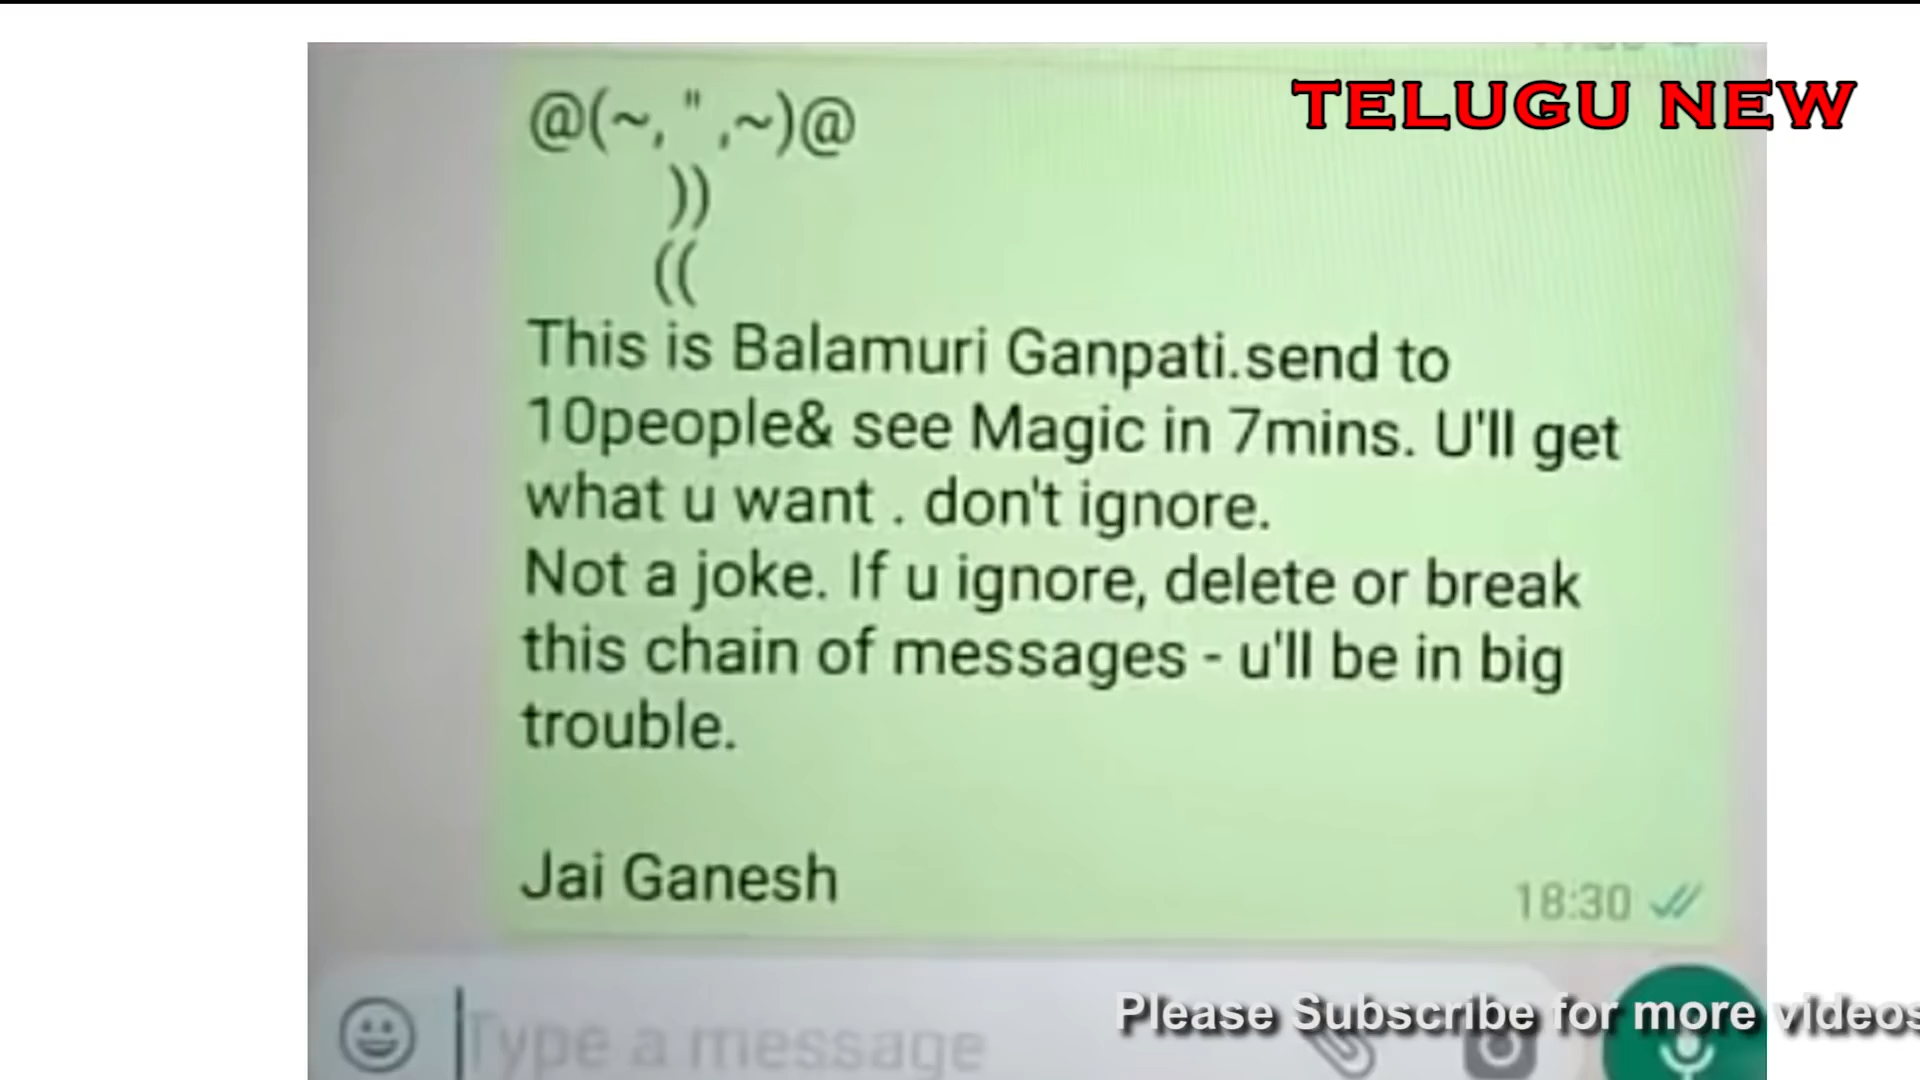 TELUGU NEW
@(~, " ,~)@
))
((
This is Balamuri Ganpati.send to
10people& see Magic in 7mins. U'll get
what u want . don't ignore.
Not a joke. If u ignore, delete or break
this chain of messages - u'll be in big
trouble.
Jai Ganesh
18:30
Type a message
Please Subscribe for more videos